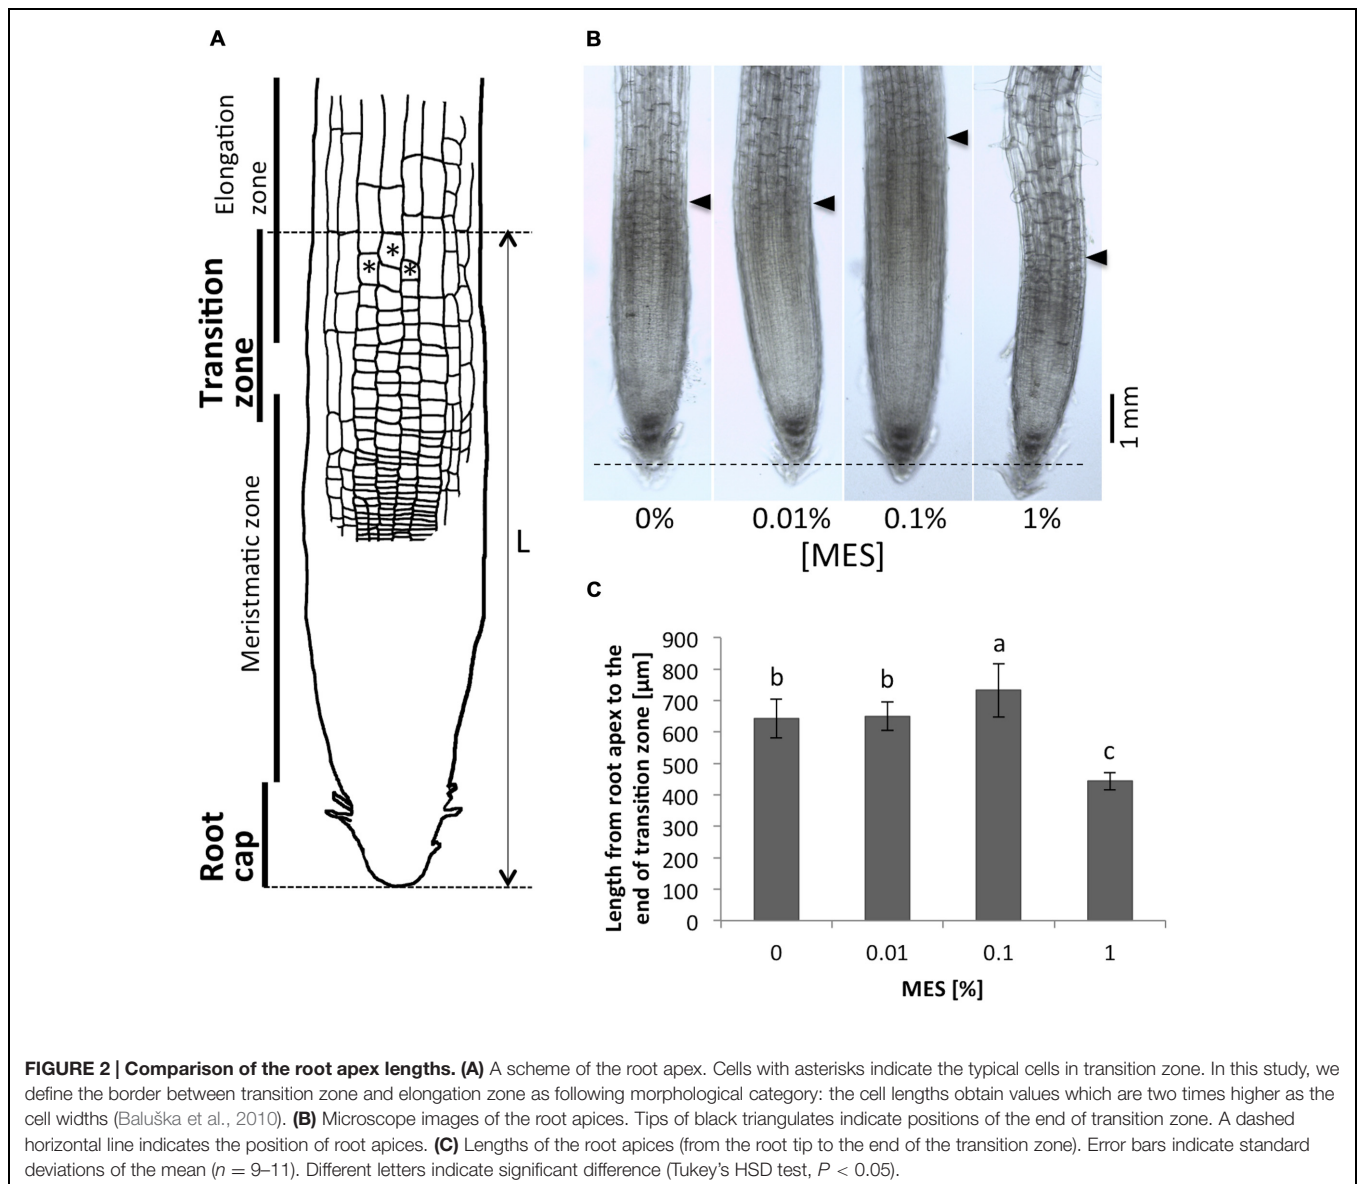 A
Elongation
zone
Transition
zone
Meristmatic zone
Root
cap
*
*
*
L
B
0%
0.01%
0.1%
1%
[MES]
1 mm
C
Length from root apex to the
end of transition zone [µm]
900
800
700
600
500
400
300
200
100
0
b
b
a
c
0
0.01
0.1
1
MES [%]
FIGURE 2 | Comparison of the root apex lengths. (A) A scheme of the root apex. Cells with asterisks indicate the typical cells in transition zone. In this study, we
define the border between transition zone and elongation zone as following morphological category: the cell lengths obtain values which are two times higher as the
cell widths (Baluška et al., 2010). (B) Microscope images of the root apices. Tips of black triangulates indicate positions of the end of transition zone. A dashed
horizontal line indicates the position of root apices. (C) Lengths of the root apices (from the root tip to the end of the transition zone). Error bars indicate standard
deviations of the mean (n = 9–11). Different letters indicate significant difference (Tukey's HSD test, P < 0.05).